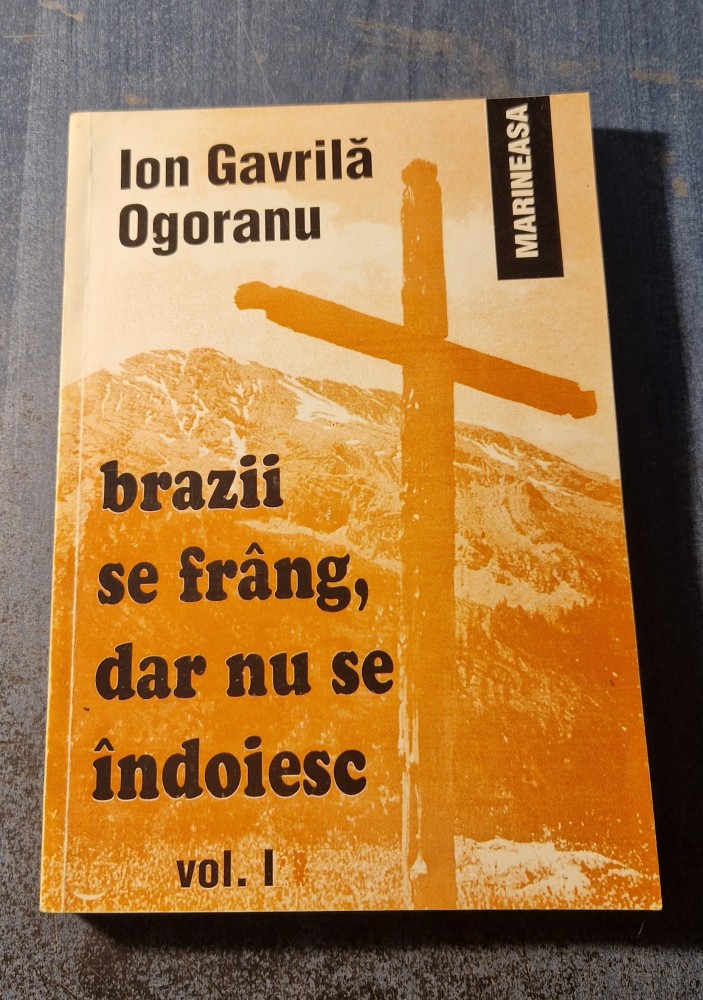 Ion Gavrilă
Ogoranu
MARINEASA
brazii
se frâng,
dar nu se
îndoiesc
vol. I